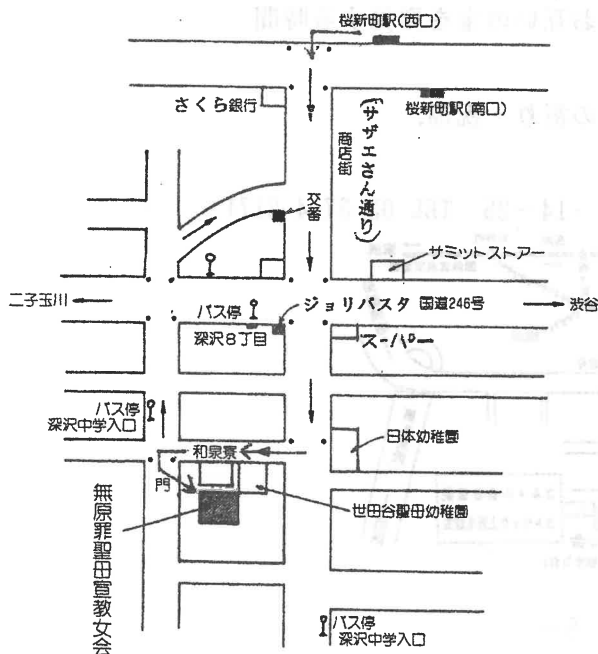 桜新町駅(西口)
さくら銀行
桜新町駅(南口)
(サザエさん通り)
商店街
交番
サミットストアー
二子玉川
バス停
ジョリパスタ
国道246号
渋谷
深沢8丁目
スーパー
バス停
深沢中学入口
和泉寮
日体幼稚園
門
世田谷聖母幼稚園
無原罪聖母宣教女会
バス停
深沢中学入口